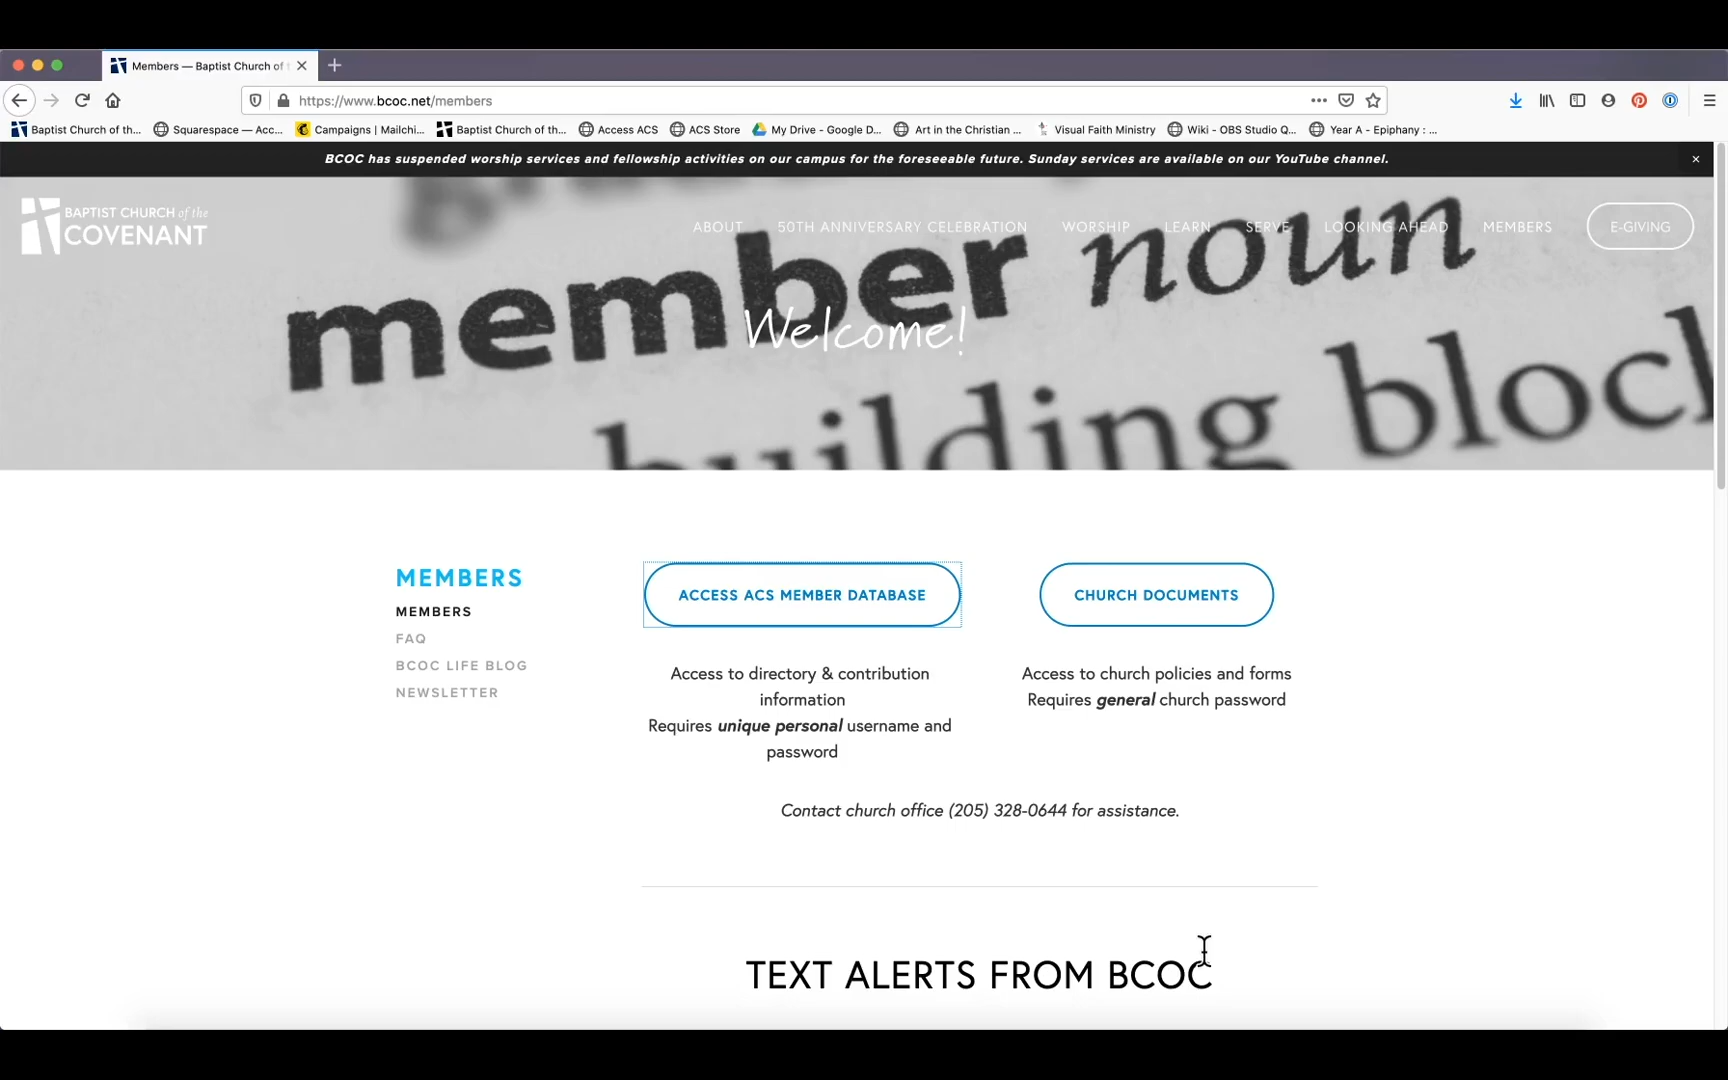 Members — Baptist Church of t
https://www.bcoc.net/members
Baptist Church of th...
Squarespace — Acc...
Campaigns | Mailchi...
Baptist Church of th...
Access ACS
ACS Store
My Drive - Google D...
Art in the Christian ...
Visual Faith Ministry
Wiki - OBS Studio Q...
Year A - Epiphany : ...
BCOC has suspended worship services and fellowship activities on our campus for the foreseeable future. Sunday services are available on our YouTube channel.
BAPTIST CHURCH of the
COVENANT
ABOUT
50TH ANNIVERSARY CELEBRATION
WORSHIP
LEARN
SERVE
LOOKING AHEAD
MEMBERS
E-GIVING
member noun
Welcome!
building block
MEMBERS
MEMBERS
FAQ
BCOC LIFE BLOG
NEWSLETTER
ACCESS ACS MEMBER DATABASE
Access to directory & contribution
information
Requires unique personal username and
password
CHURCH DOCUMENTS
Access to church policies and forms
Requires general church password
Contact church office (205) 328-0644 for assistance.
TEXT ALERTS FROM BCOC